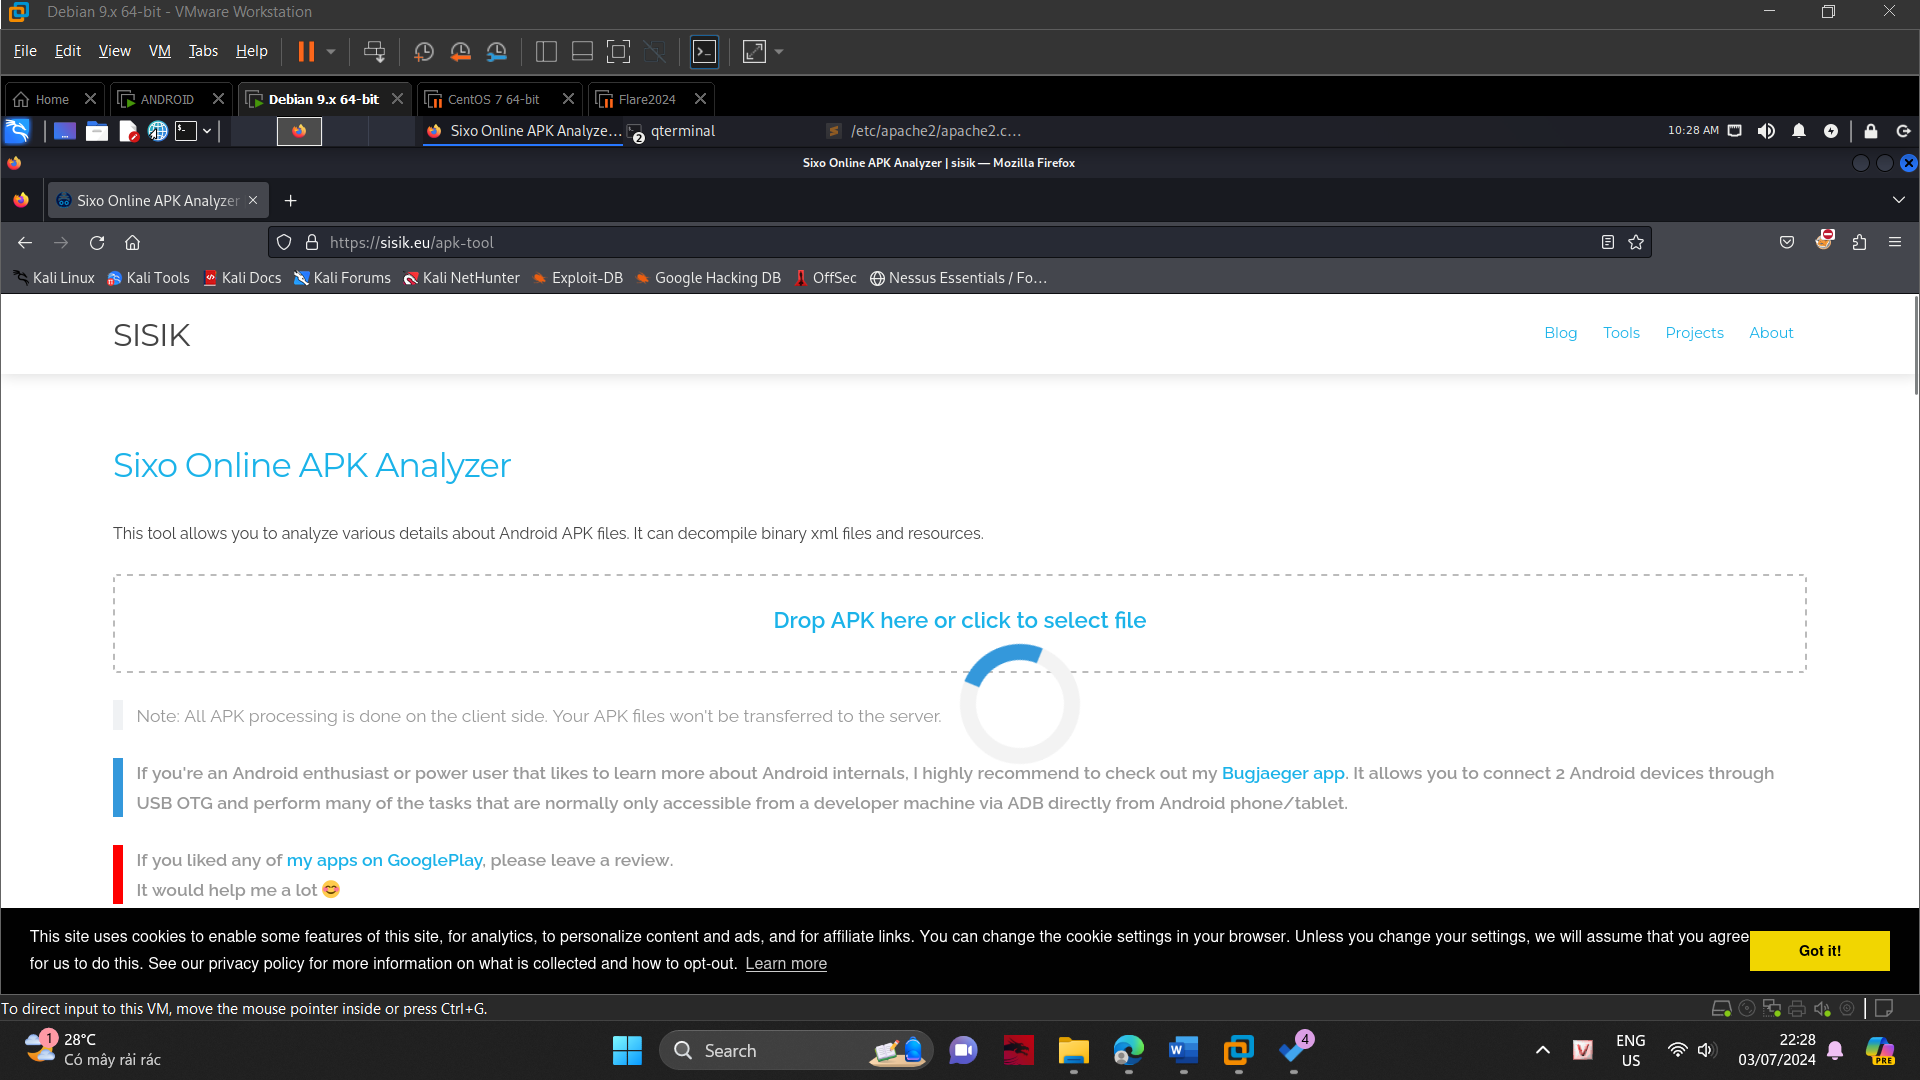 Debian 9.x 64-bit - VMware Workstation
File Edit View VM Tabs Help
Home ANDROID Debian 9.x 64-bit CentOS 7 64-bit Flare2024
Sixo Online APK Analyze... 2 qterminal /etc/apache2/apache2.c... 10:28 AM
Sixo Online APK Analyzer | sisik — Mozilla Firefox
Sixo Online APK Analyzer
https://sisik.eu/apk-tool
Kali Linux Kali Tools Kali Docs Kali Forums Kali NetHunter Exploit-DB Google Hacking DB OffSec Nessus Essentials / Fo...
SISIK Blog Tools Projects About
Sixo Online APK Analyzer
This tool allows you to analyze various details about Android APK files. It can decompile binary xml files and resources.
Drop APK here or click to select file
Note: All APK processing is done on the client side. Your APK files won't be transferred to the server.
If you're an Android enthusiast or power user that likes to learn more about Android internals, I highly recommend to check out my Bugjaeger app. It allows you to connect 2 Android devices through
USB OTG and perform many of the tasks that are normally only accessible from a developer machine via ADB directly from Android phone/tablet.
If you liked any of my apps on GooglePlay, please leave a review.
It would help me a lot 😊
This site uses cookies to enable some features of this site, for analytics, to personalize content and ads, and for affiliate links. You can change the cookie settings in your browser. Unless you change your settings, we will assume that you agree
for us to do this. See our privacy policy for more information on what is collected and how to opt-out. Learn more
Got it!
To direct input to this VM, move the mouse pointer inside or press Ctrl+G.
1 28°C
Có mây rải rác
Search
4
ENG
US
22:28
03/07/2024
PRE